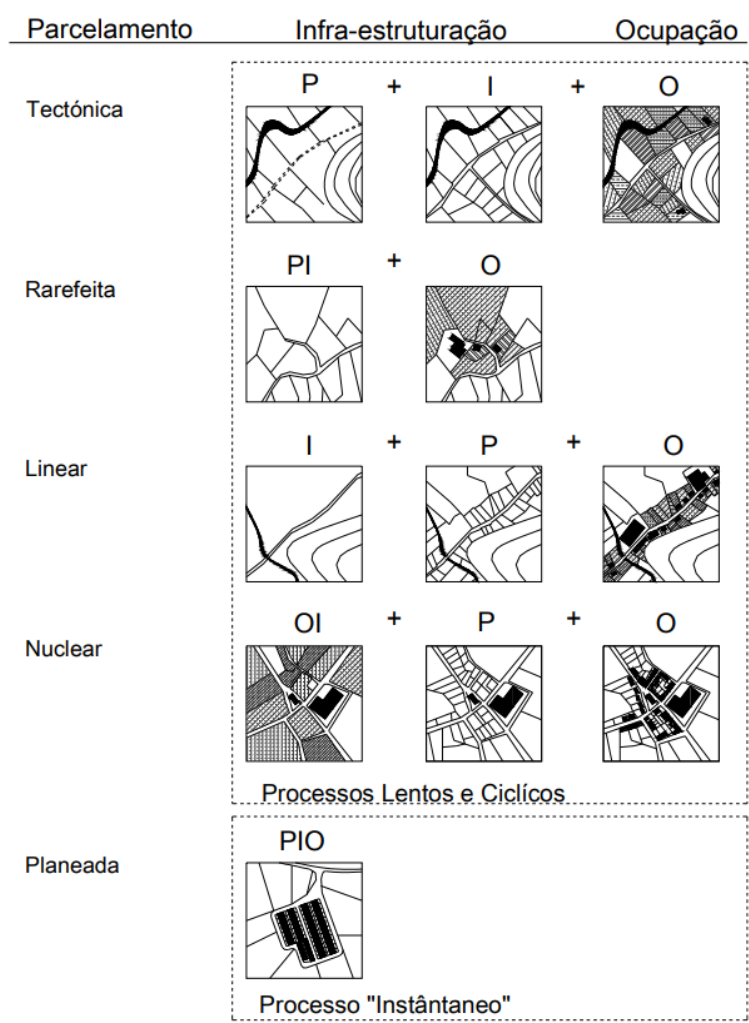 Parcelamento Infra-estruturação Ocupação
P + I + O
Tectónica
PI + O
Rarefeita
I + P + O
Linear
OI + P + O
Nuclear
Processos Lentos e Ciclícos
PIO
Planeada
Processo "Instântaneo"